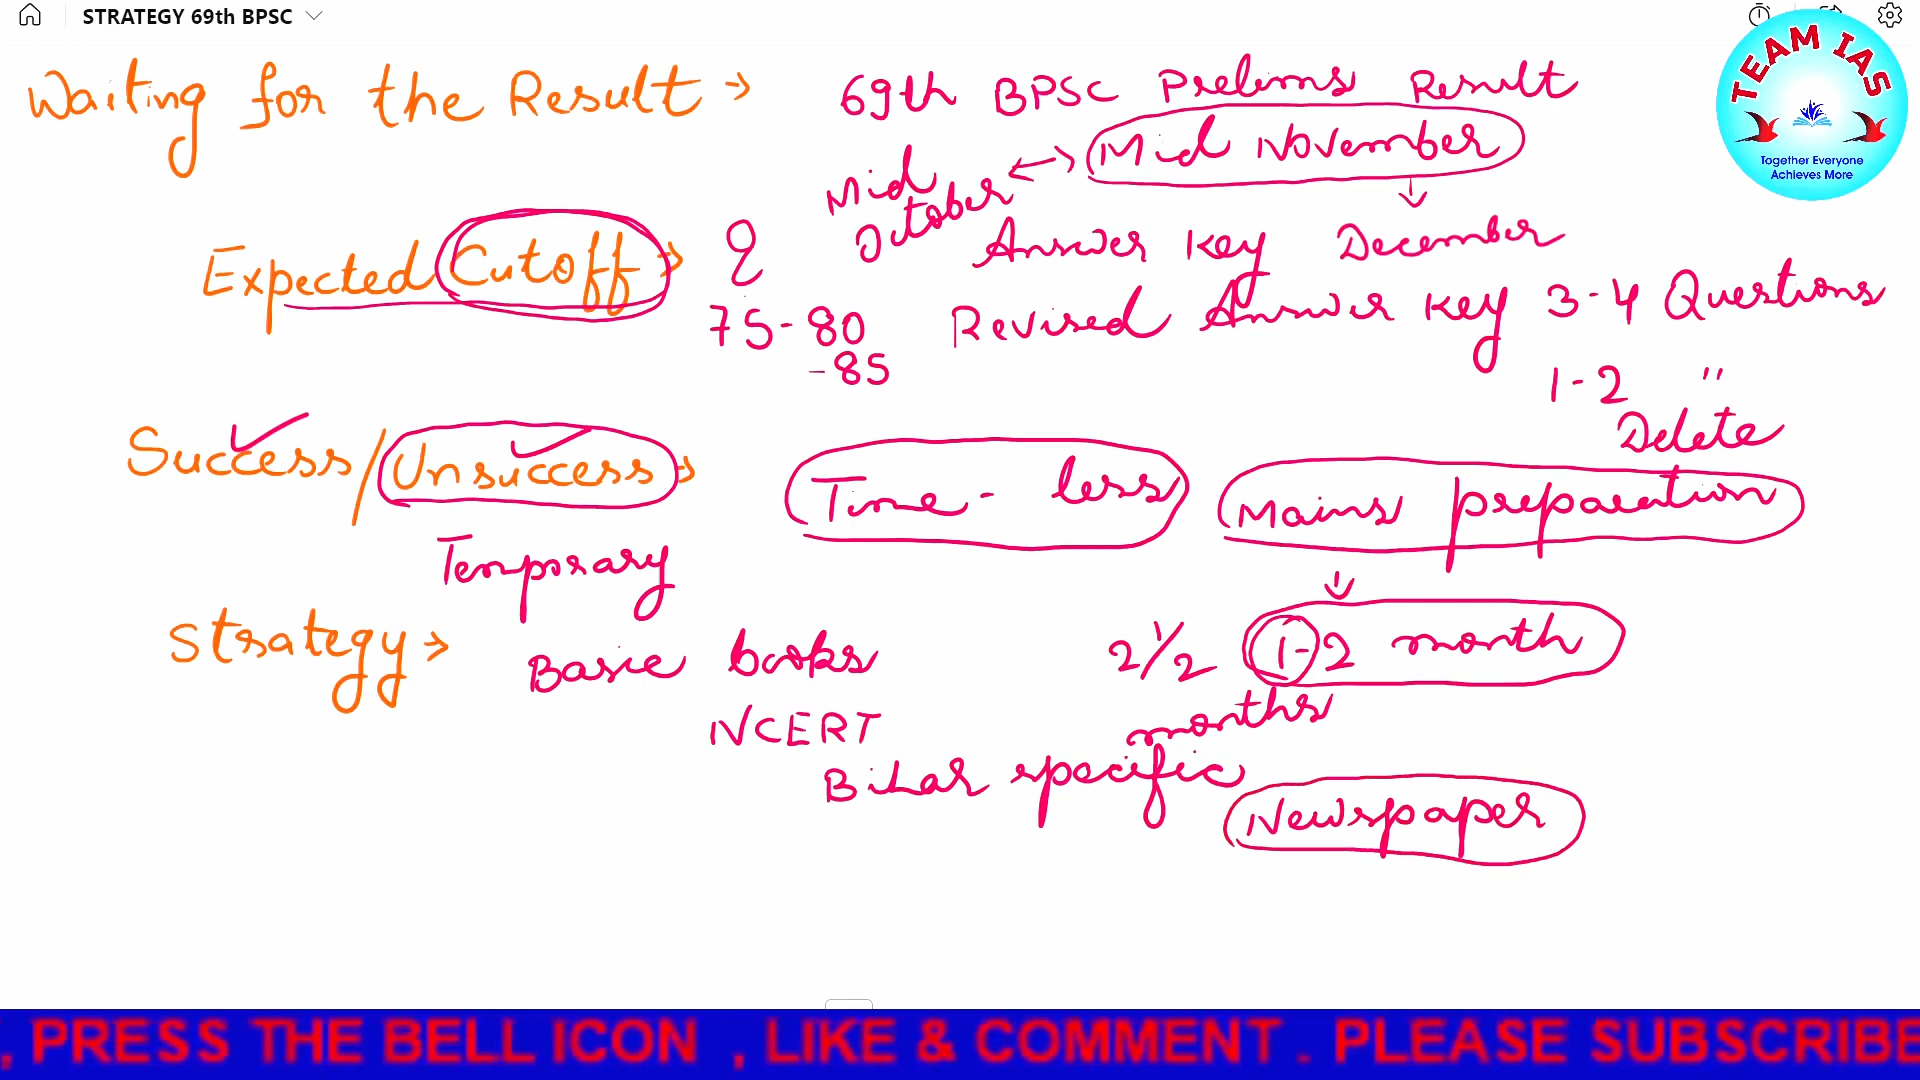 STRATEGY 69th BPSC
TEAM IAS
Together Everyone
Achieves More
Waiting for the Result → 69th BPSC Prelims Result
Mid October ↔ Mid November
Expected Cutoff → Answer Key December
75-80 Revised Answer Key 3-4 Questions
-85
1-2 "
Delete
Success/Unsuccess → Time-less Mains preparation
Temporary
Strategy → Basic books 2 1/2 months 1-2 month
NCERT
Bihar specific
Newspaper
, PRESS THE BELL ICON , LIKE & COMMENT . PLEASE SUBSCRIBE